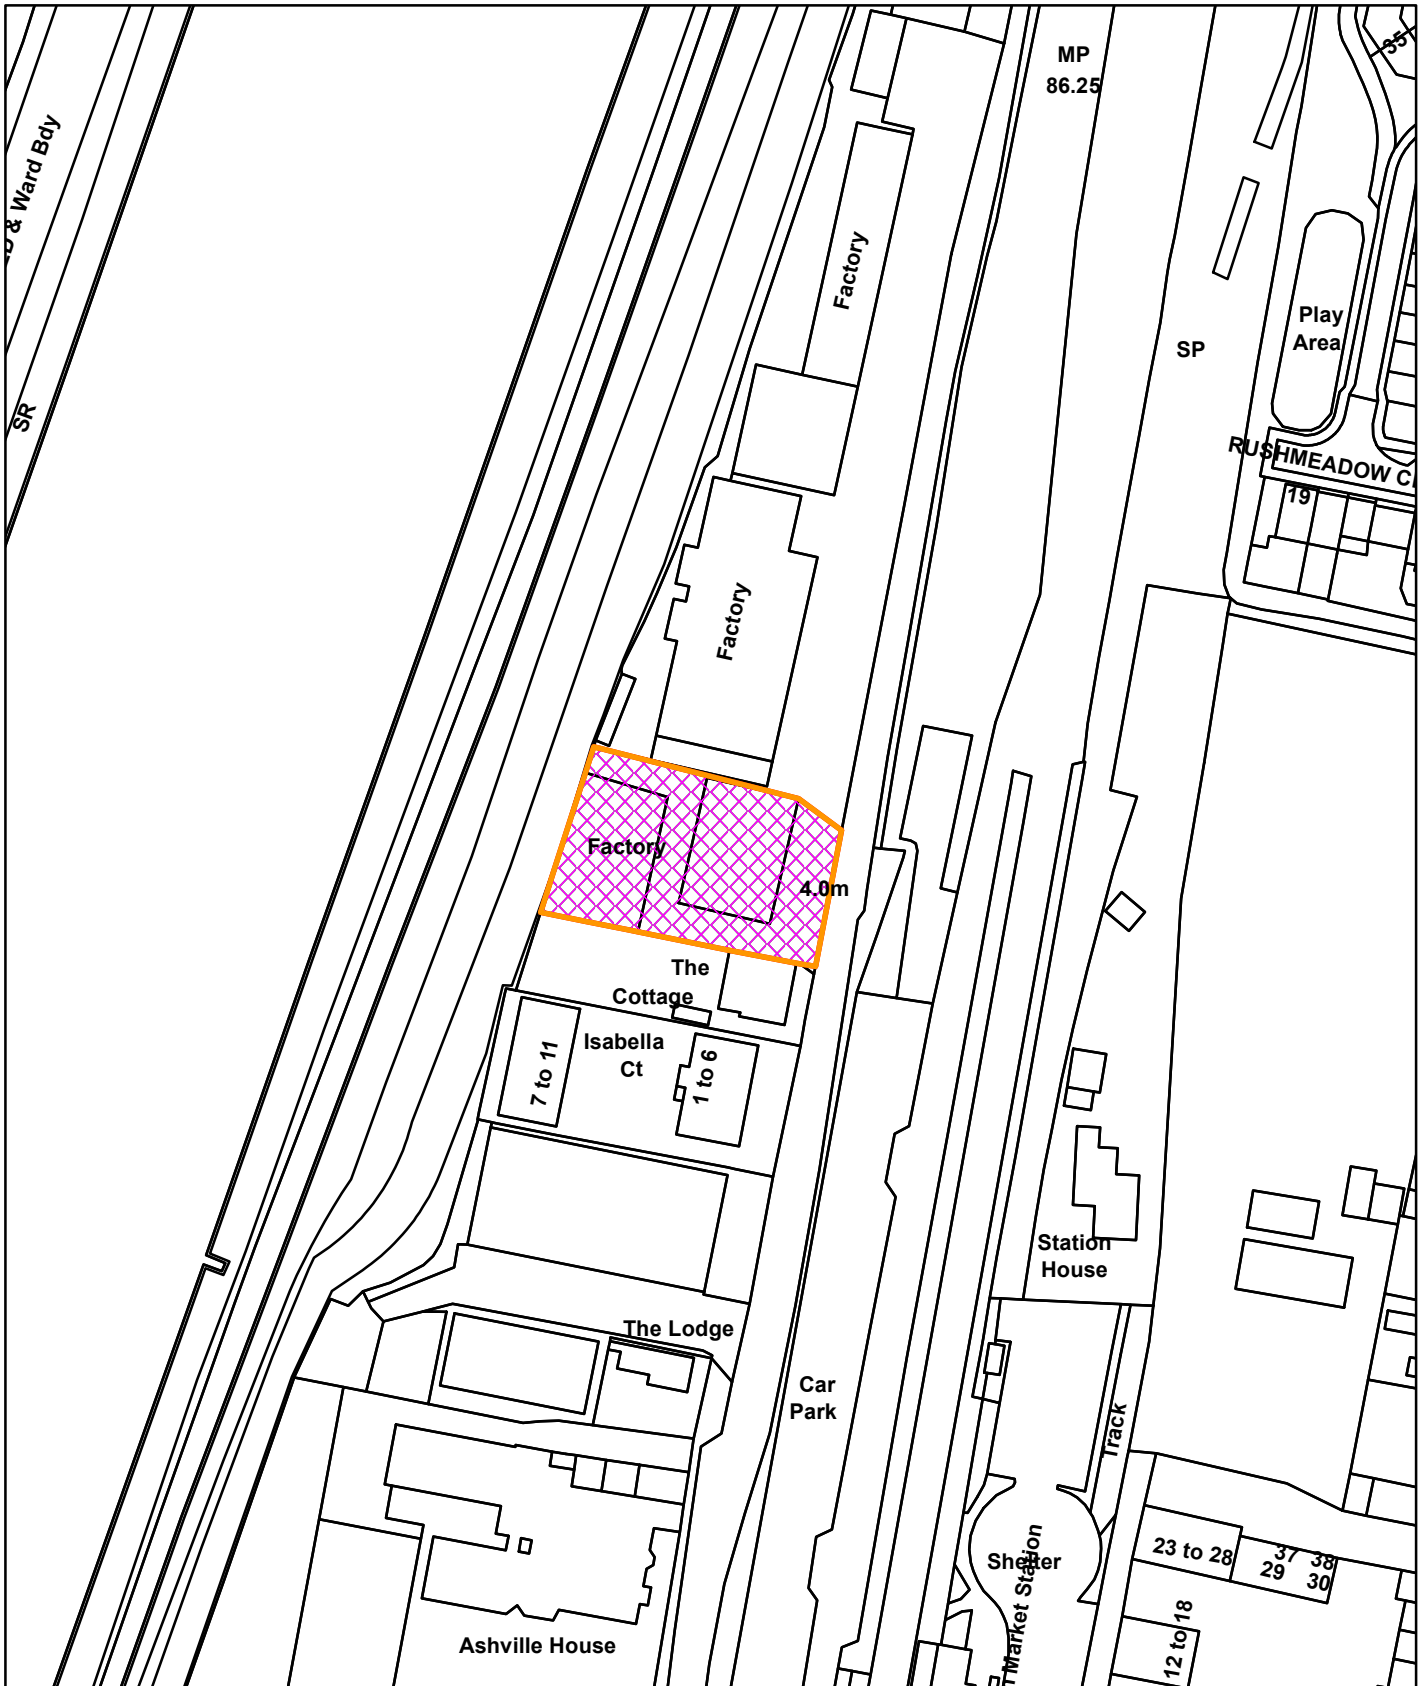 MP
86.25
35
& Ward Bdy
Factory
Play
Area
SP
SR
RUSHMEADOW
19
Factory
Factory
4.0m
The
Cottage
Isabella
Ct
7 to 11
1 to 6
Station
House
The Lodge
Car
Park
Track
Shelter
Market Station
23 to 28
37 38
29 30
12 to 18
Ashville House